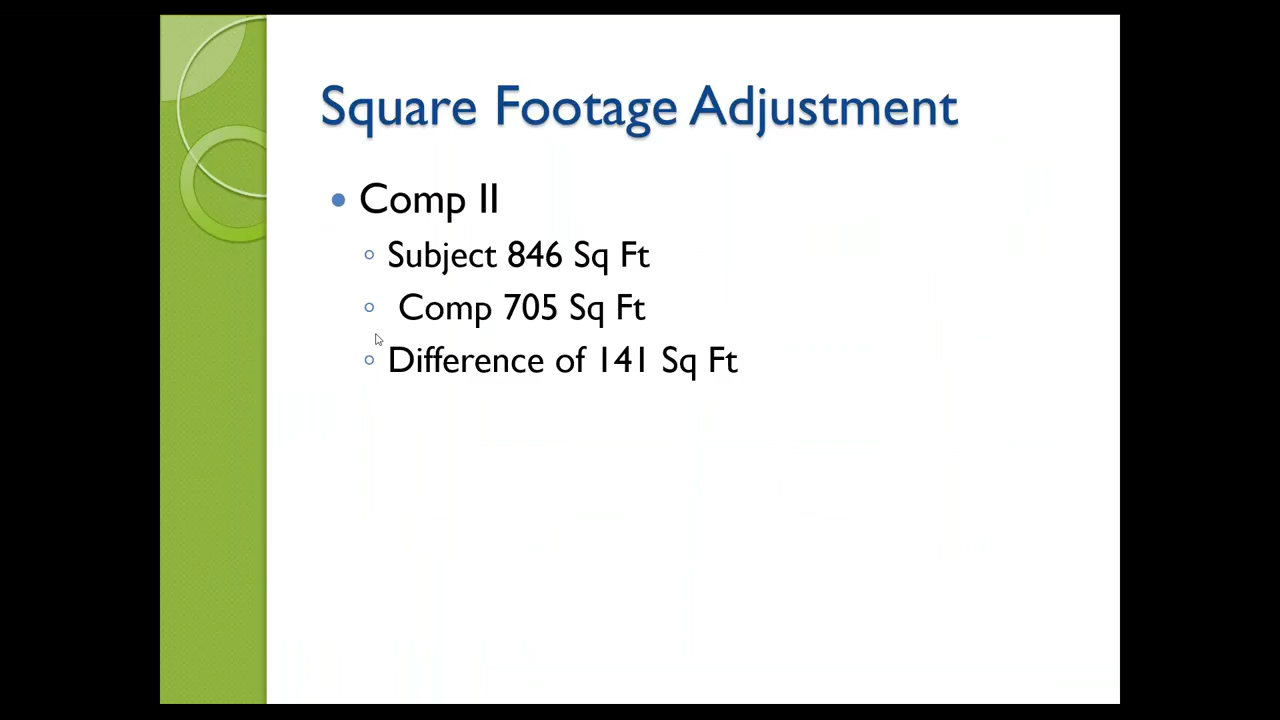 Square Footage Adjustment
Comp II
Subject 846 Sq Ft
Comp 705 Sq Ft
Difference of 141 Sq Ft